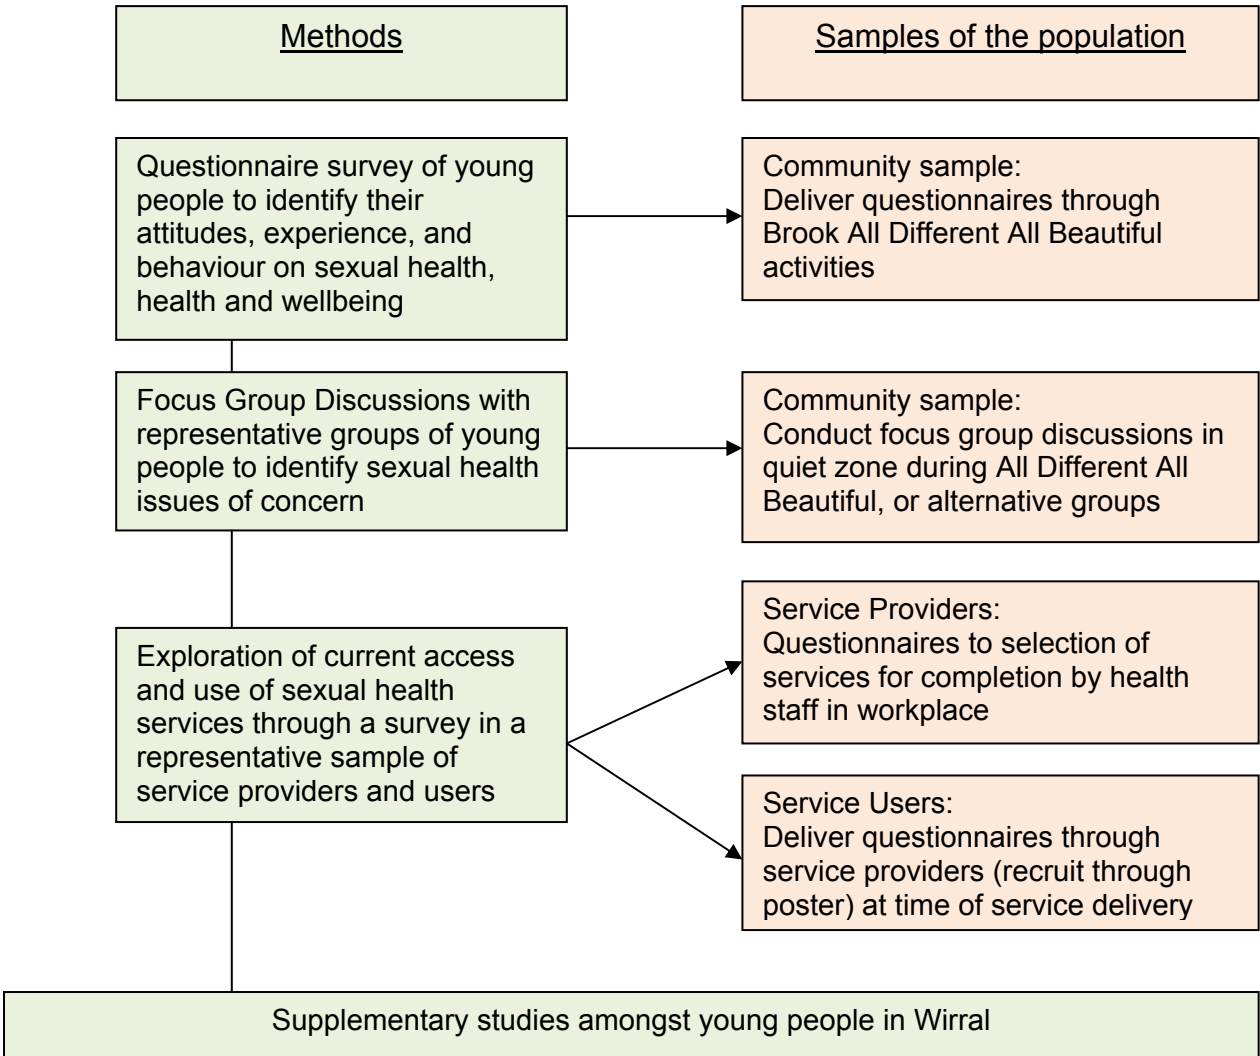 Methods
Samples of the population
Questionnaire survey of young
people to identify their
attitudes, experience, and
behaviour on sexual health,
health and wellbeing
Community sample:
Deliver questionnaires through
Brook All Different All Beautiful
activities
Focus Group Discussions with
representative groups of young
people to identify sexual health
issues of concern
Community sample:
Conduct focus group discussions in
quiet zone during All Different All
Beautiful, or alternative groups
Exploration of current access
and use of sexual health
services through a survey in a
representative sample of
service providers and users
Service Providers:
Questionnaires to selection of
services for completion by health
staff in workplace
Service Users:
Deliver questionnaires through
service providers (recruit through
poster) at time of service delivery
Supplementary studies amongst young people in Wirral